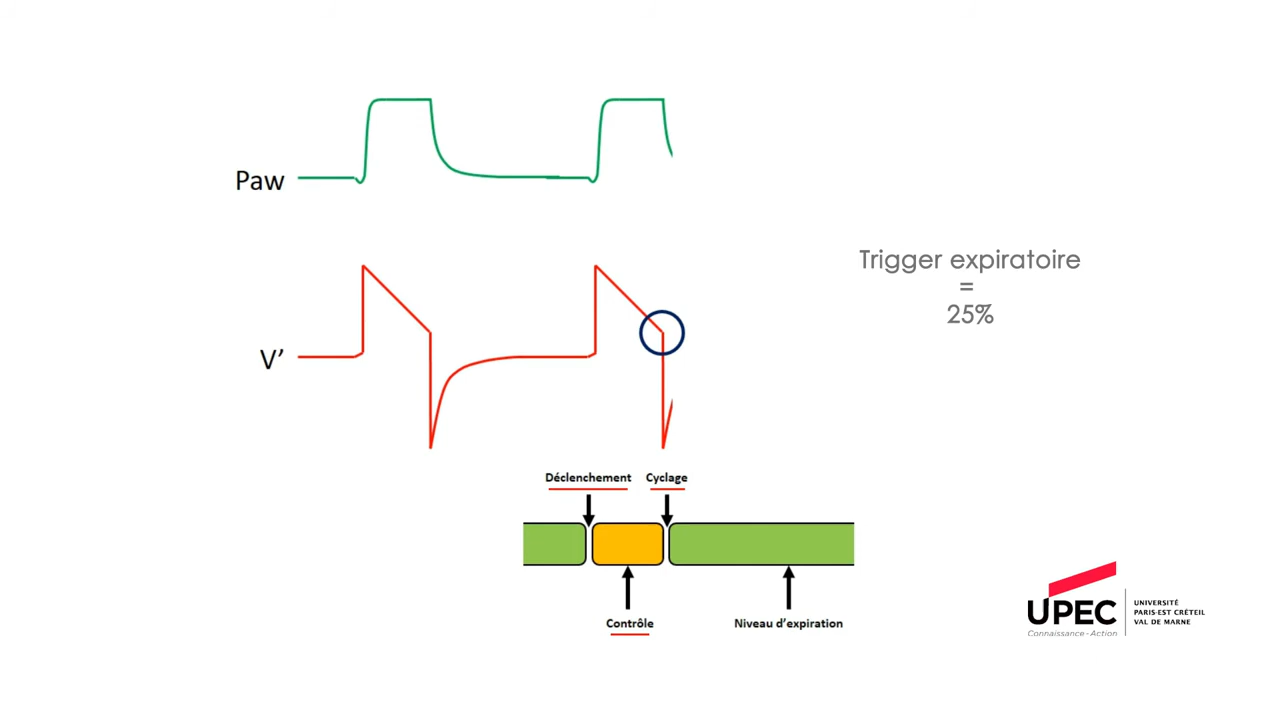 Paw
Trigger expiratoire
=
25%
V’
Déclenchement
Cyclage
Contrôle
Niveau d’expiration
UPEC
Connaissance - Action
UNIVERSITÉ
PARIS-EST CRÉTEIL
VAL DE MARNE